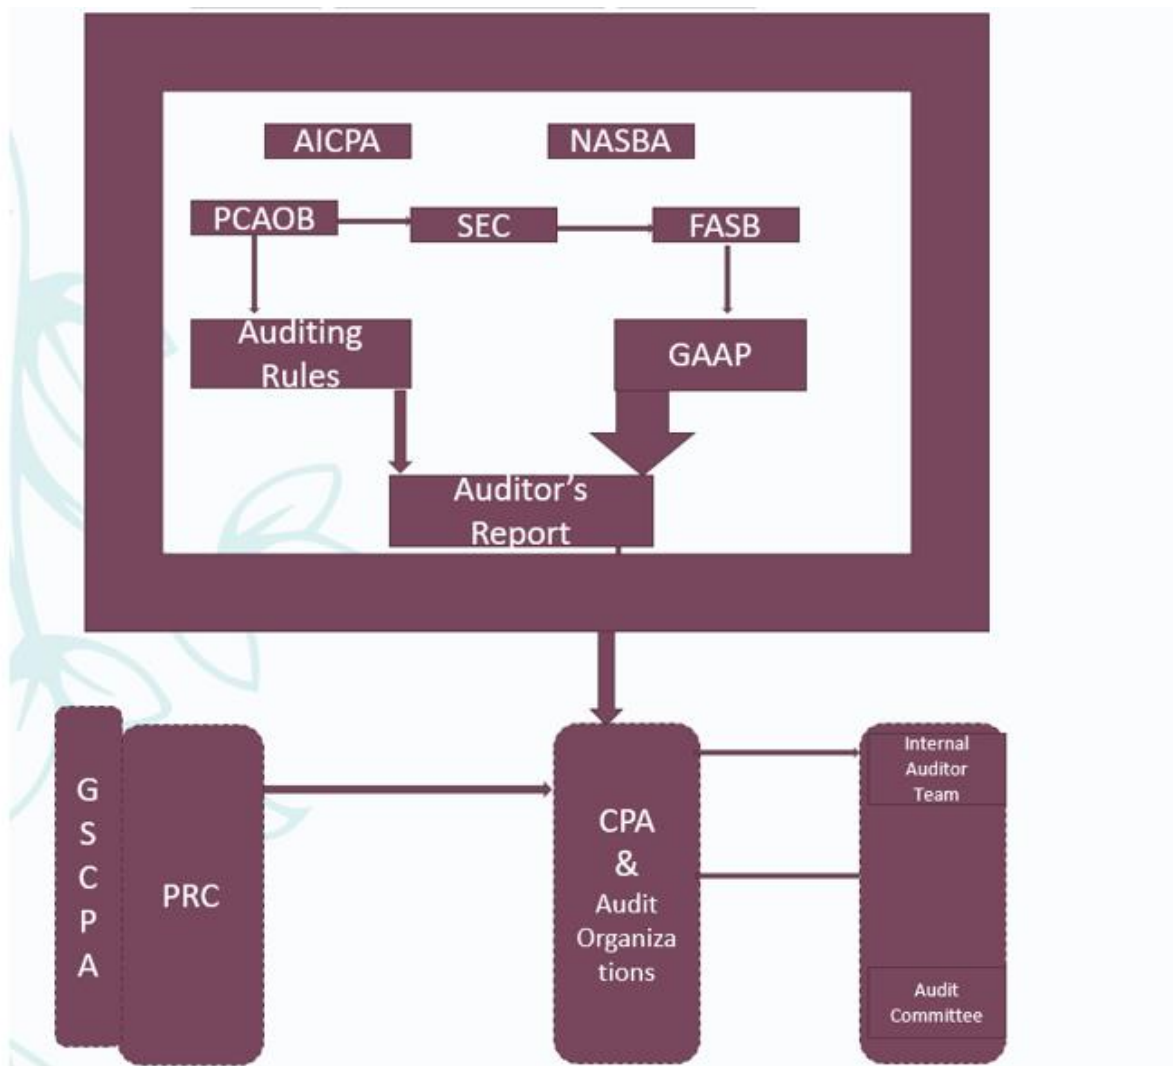 AICPA
NASBA
PCAOB
SEC
FASB
Auditing
Rules
GAAP
Auditor’s
Report
G
S
C
P
A
PRC
CPA
&
Audit
Organiza
tions
Internal
Auditor
Team
Audit
Committee